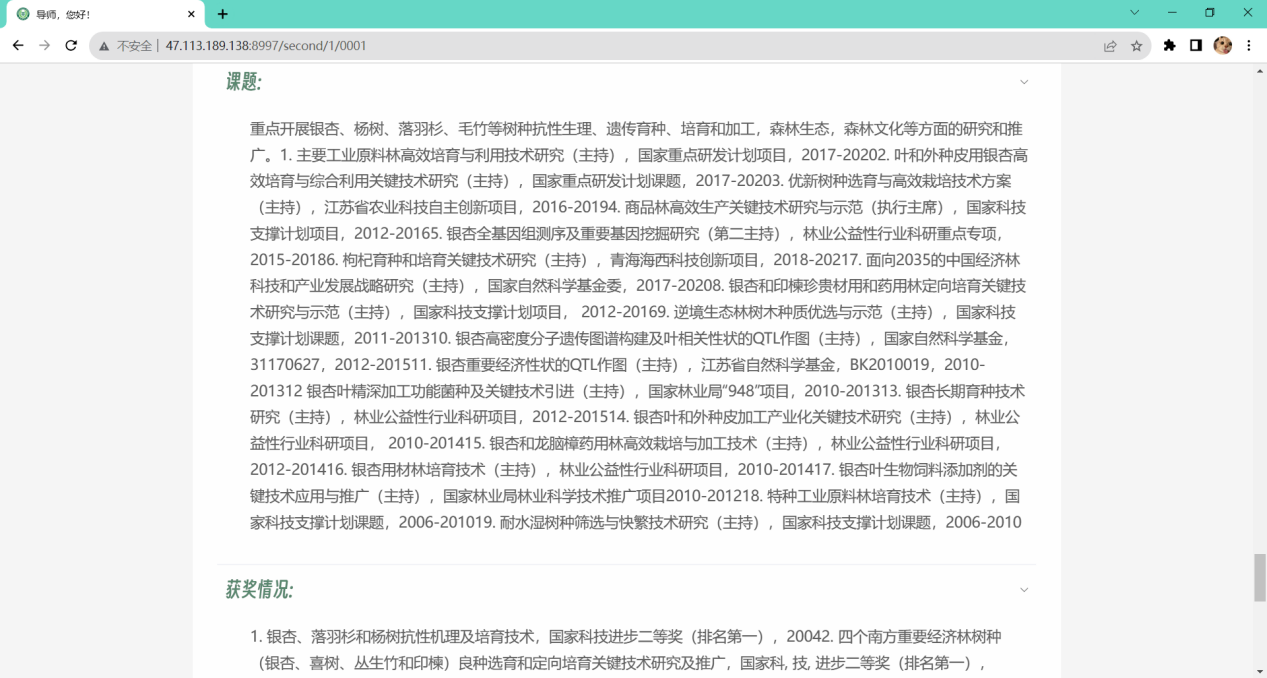 导师，您好！
不安全 | 47.113.189.138:8997/second/1/0001
课题:
重点开展银杏、杨树、落羽杉、毛竹等树种抗性生理、遗传育种、培育和加工，森林生态，森林文化等方面的研究和推
广。1. 主要工业原料林高效培育与利用技术研究（主持），国家重点研发计划项目，2017-20202. 叶和外种皮用银杏高
效培育与综合利用关键技术研究（主持），国家重点研发计划课题，2017-20203. 优新树种选育与高效栽培技术方案
（主持），江苏省农业科技自主创新项目，2016-20194. 商品林高效生产关键技术研究与示范（执行主席），国家科技
支撑计划项目，2012-20165. 银杏全基因组测序及重要基因挖掘研究（第二主持），林业公益性行业科研重点专项，
2015-20186. 枸杞育种和培育关键技术研究（主持），青海海西科技创新项目，2018-20217. 面向2035的中国经济林
科技和产业发展战略研究（主持），国家自然科学基金委，2017-20208. 银杏和印楝珍贵材用和药用林定向培育关键技
术研究与示范（主持），国家科技支撑计划项目， 2012-20169. 逆境生态林树木种质优选与示范（主持），国家科技
支撑计划课题，2011-201310. 银杏高密度分子遗传图谱构建及叶相关性状的QTL作图（主持），国家自然科学基金，
31170627，2012-201511. 银杏重要经济性状的QTL作图（主持），江苏省自然科学基金，BK2010019，2010-
201312 银杏叶精深加工功能菌种及关键技术引进（主持），国家林业局“948”项目，2010-201313. 银杏长期育种技术
研究（主持），林业公益性行业科研项目，2012-201514. 银杏叶和外种皮加工产业化关键技术研究（主持），林业公
益性行业科研项目， 2010-201415. 银杏和龙脑樟药用林高效栽培与加工技术（主持），林业公益性行业科研项目，
2012-201416. 银杏用材林培育技术（主持），林业公益性行业科研项目，2010-201417. 银杏叶生物饲料添加剂的关
键技术应用与推广（主持），国家林业局林业科学技术推广项目2010-201218. 特种工业原料林培育技术（主持），国
家科技支撑计划课题，2006-201019. 耐水湿树种筛选与快繁技术研究（主持），国家科技支撑计划课题，2006-2010
获奖情况:
1. 银杏、落羽杉和杨树抗性机理及培育技术，国家科技进步二等奖（排名第一），20042. 四个南方重要经济林树种
（银杏、喜树、丛生竹和印楝）良种选育和定向培育关键技术研究及推广，国家科, 技, 进步二等奖（排名第一），